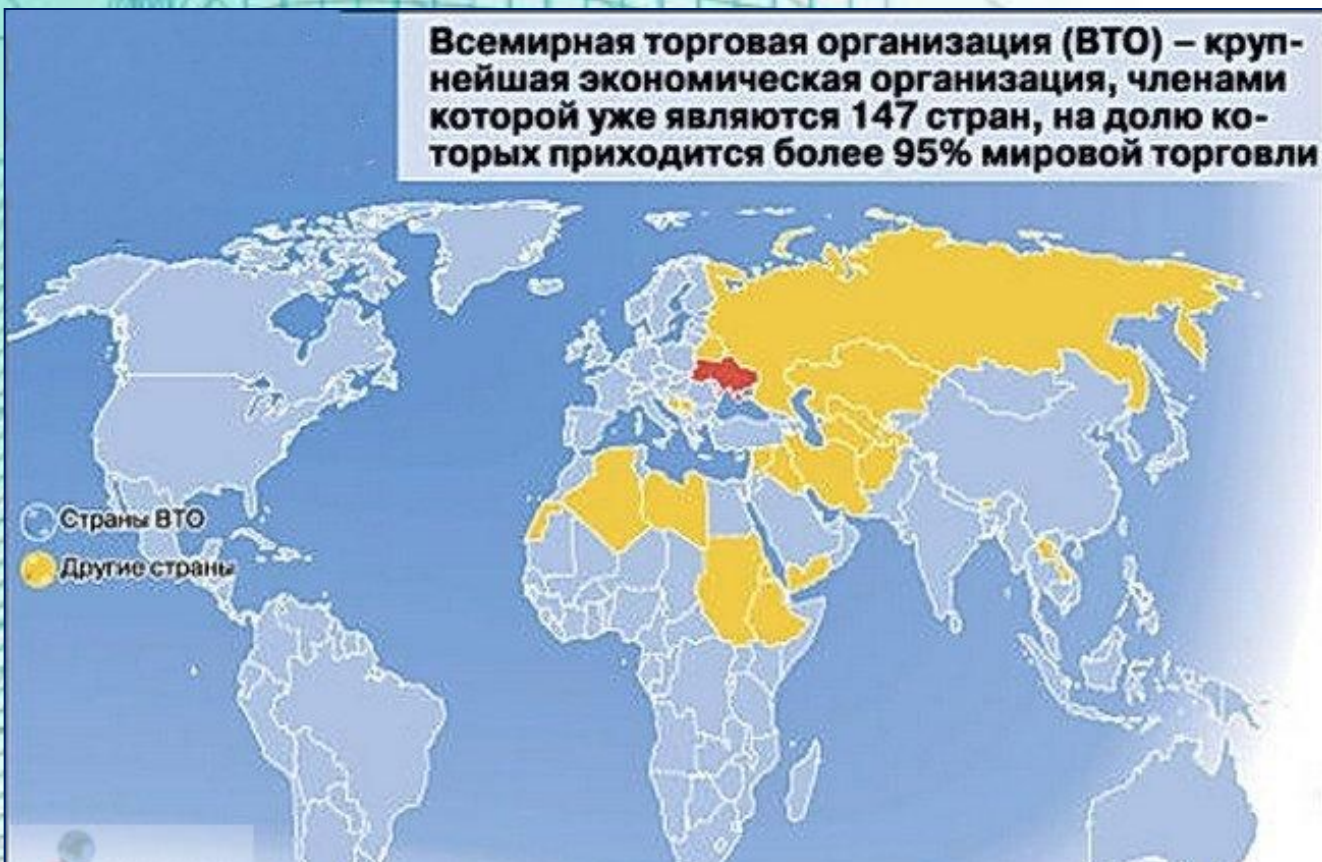 Всемирная торговая организация (ВТО) – круп-
нейшая экономическая организация, членами
которой уже являются 147 стран, на долю ко-
торых приходится более 95% мировой торговли
Страны ВТО
Другие страны